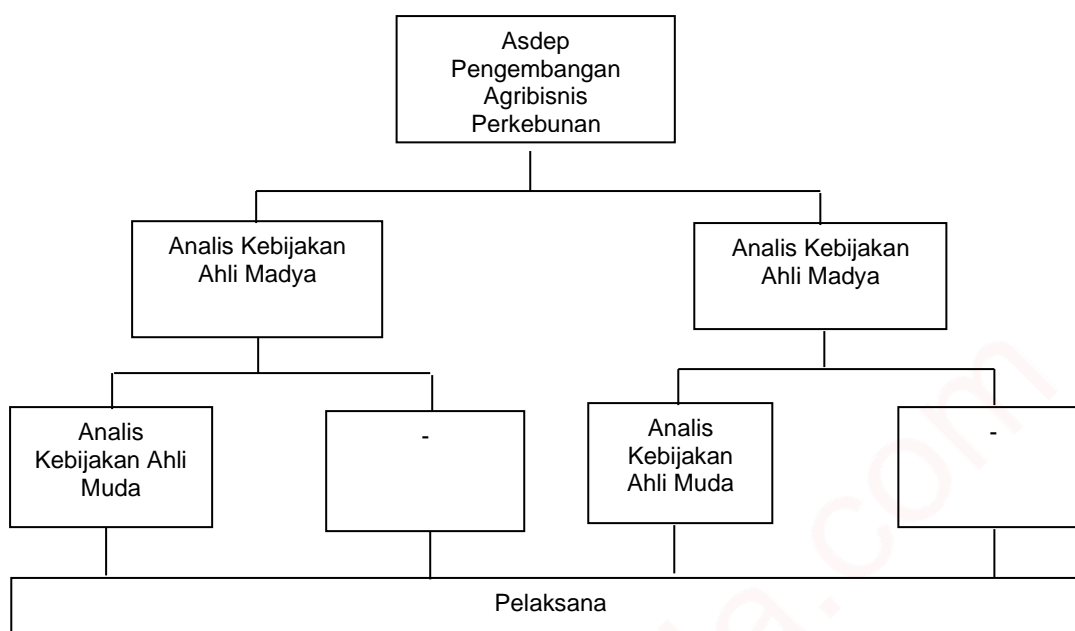 Asdep
Pengembangan
Agribisnis
Perkebunan
Analis Kebijakan
Ahli Madya
Analis Kebijakan
Ahli Madya
Analis
Kebijakan Ahli
Muda
-
Analis
Kebijakan
Ahli Muda
-
Pelaksana
a.com